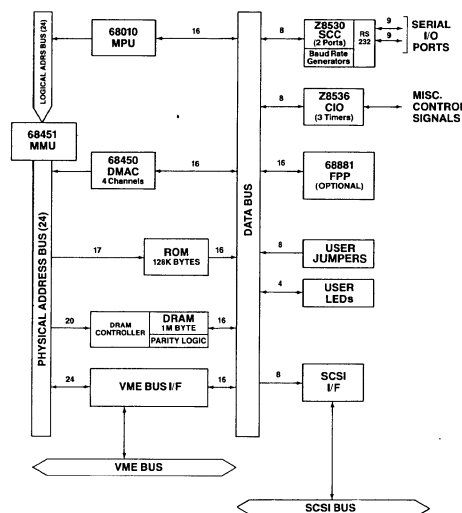 LOGICAL ADRS BUS (24)
68010
MPU
16
8
Z8530
SCC
(2 Ports)
Baud Rate
Generators
RS
232
9
9
SERIAL
I/O
PORTS
8
Z8536
CIO
(3 Timers)
MISC.
CONTROL
SIGNALS
68451
MMU
68450
DMAC
4 Channels
16
DATA BUS
16
68881
FPP
(OPTIONAL)
PHYSICAL ADDRESS BUS (24)
17
ROM
128K BYTES
16
8
USER
JUMPERS
4
USER
LEDs
20
DRAM
CONTROLLER
DRAM
1M BYTE
PARITY LOGIC
16
24
VME BUS I/F
16
8
SCSI
I/F
VME BUS
SCSI BUS